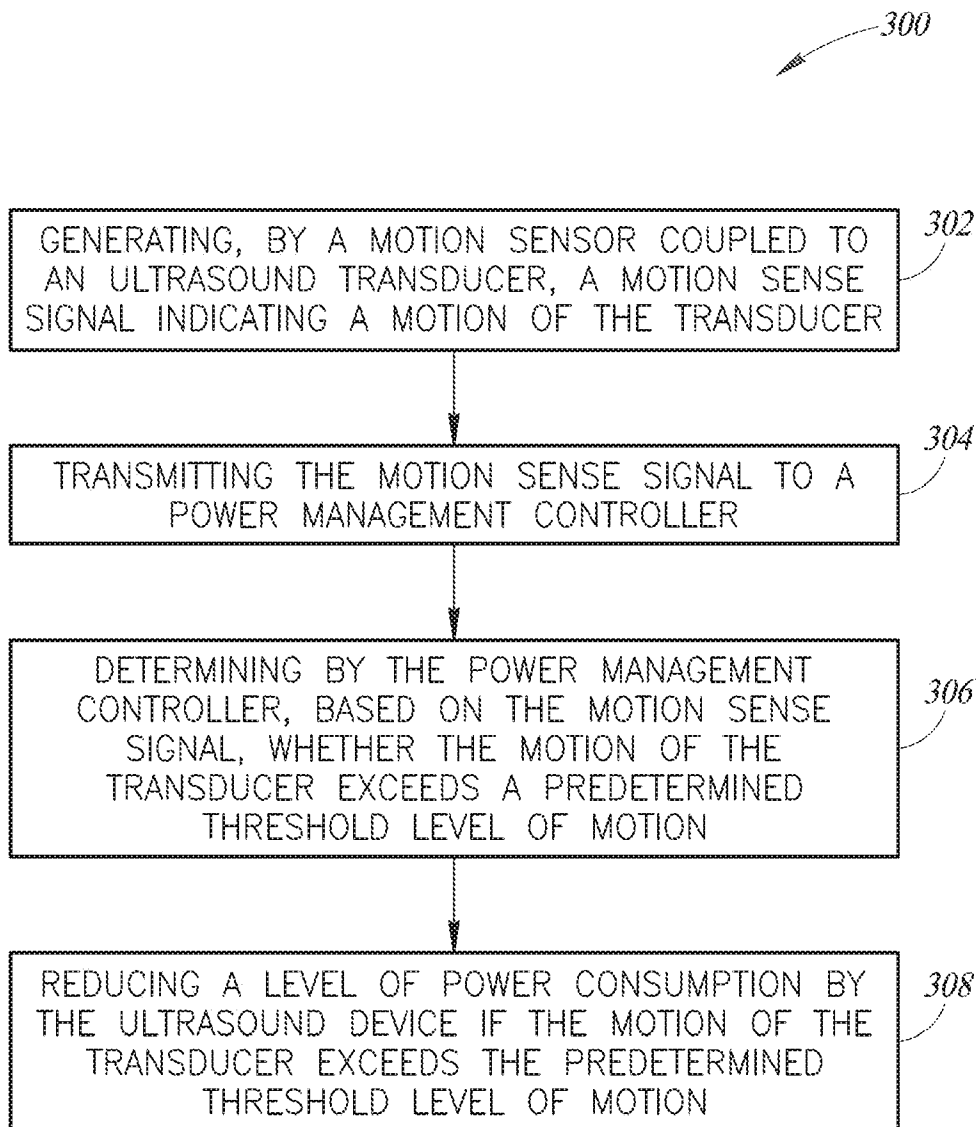 300
GENERATING, BY A MOTION SENSOR COUPLED TO
AN ULTRASOUND TRANSDUCER, A MOTION SENSE
SIGNAL INDICATING A MOTION OF THE TRANSDUCER
302
TRANSMITTING THE MOTION SENSE SIGNAL TO A
POWER MANAGEMENT CONTROLLER
304
DETERMINING BY THE POWER MANAGEMENT
CONTROLLER, BASED ON THE MOTION SENSE
SIGNAL, WHETHER THE MOTION OF THE
TRANSDUCER EXCEEDS A PREDETERMINED
THRESHOLD LEVEL OF MOTION
306
REDUCING A LEVEL OF POWER CONSUMPTION BY
THE ULTRASOUND DEVICE IF THE MOTION OF THE
TRANSDUCER EXCEEDS THE PREDETERMINED
THRESHOLD LEVEL OF MOTION
308